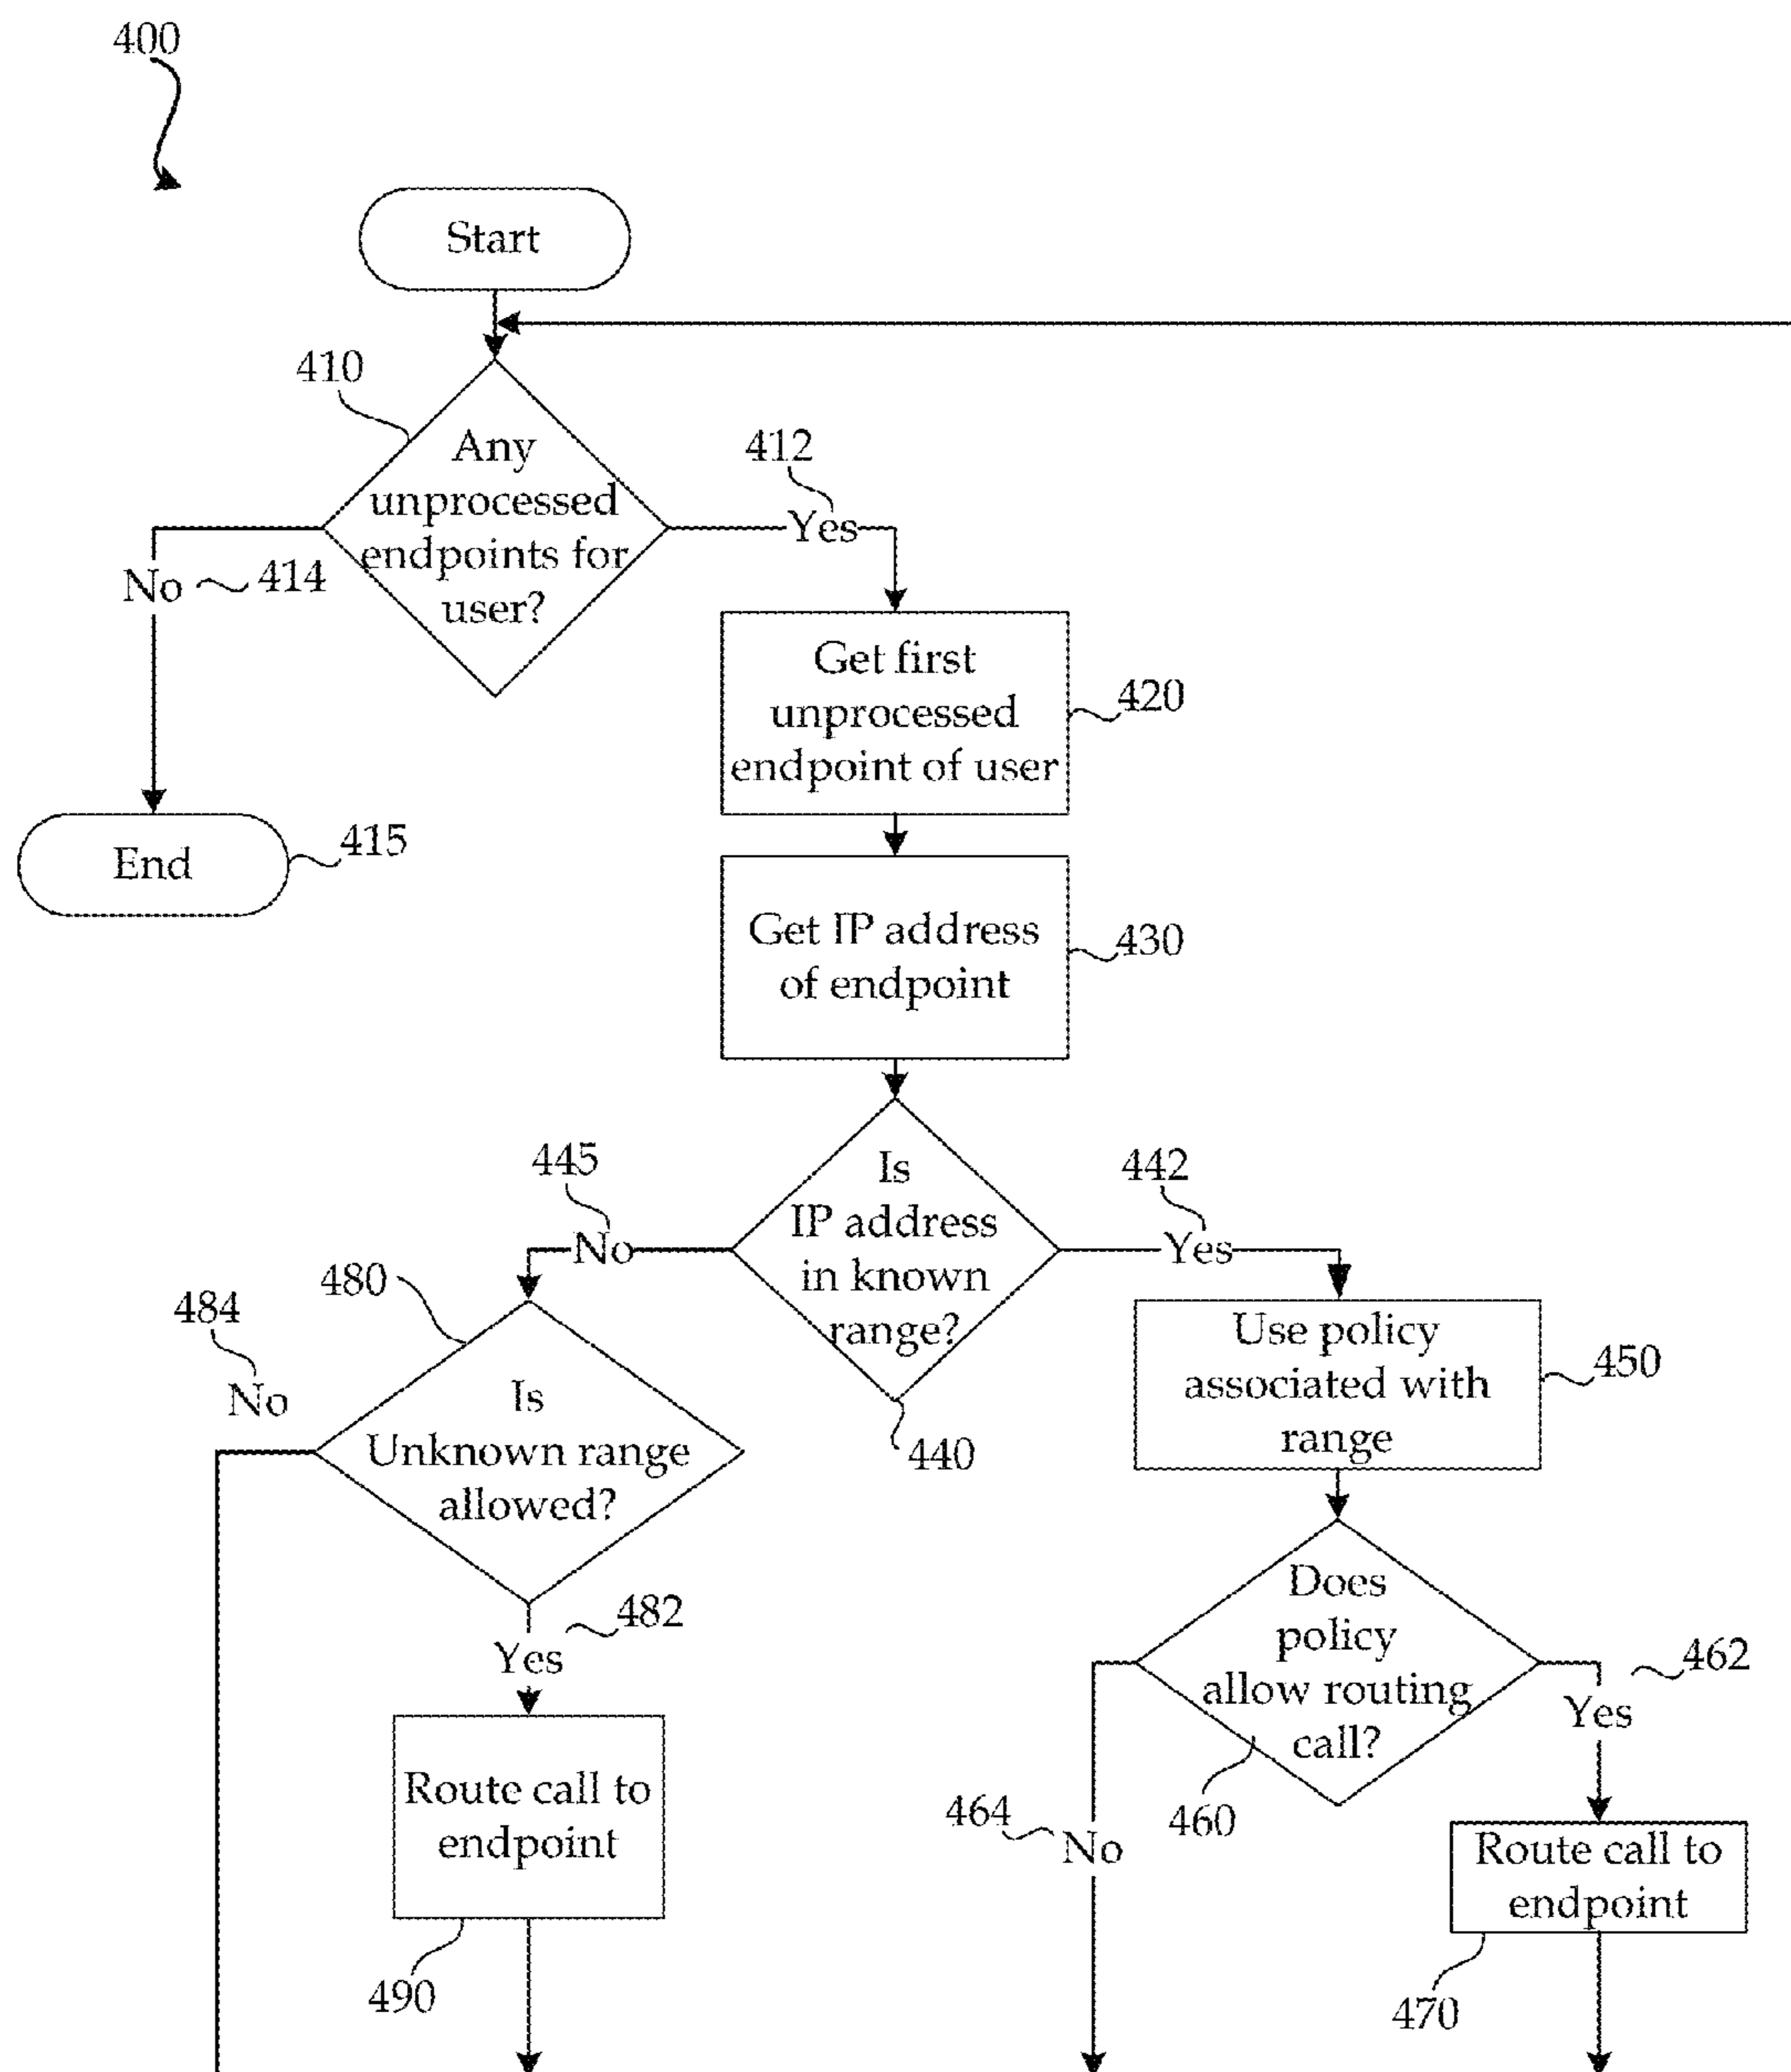 400
Start
410
Any
unprocessed
endpoints for
user?
412
Yes
No
414
Get first
unprocessed
endpoint of user
420
End
415
Get IP address
of endpoint
430
Is
IP address
in known
range?
440
445
No
442
Yes
480
484
No
Is
Unknown range
allowed?
Use policy
associated with
range
450
482
Yes
Does
policy
allow routing
call?
460
462
Yes
464
No
Route call to
endpoint
490
Route call to
endpoint
470